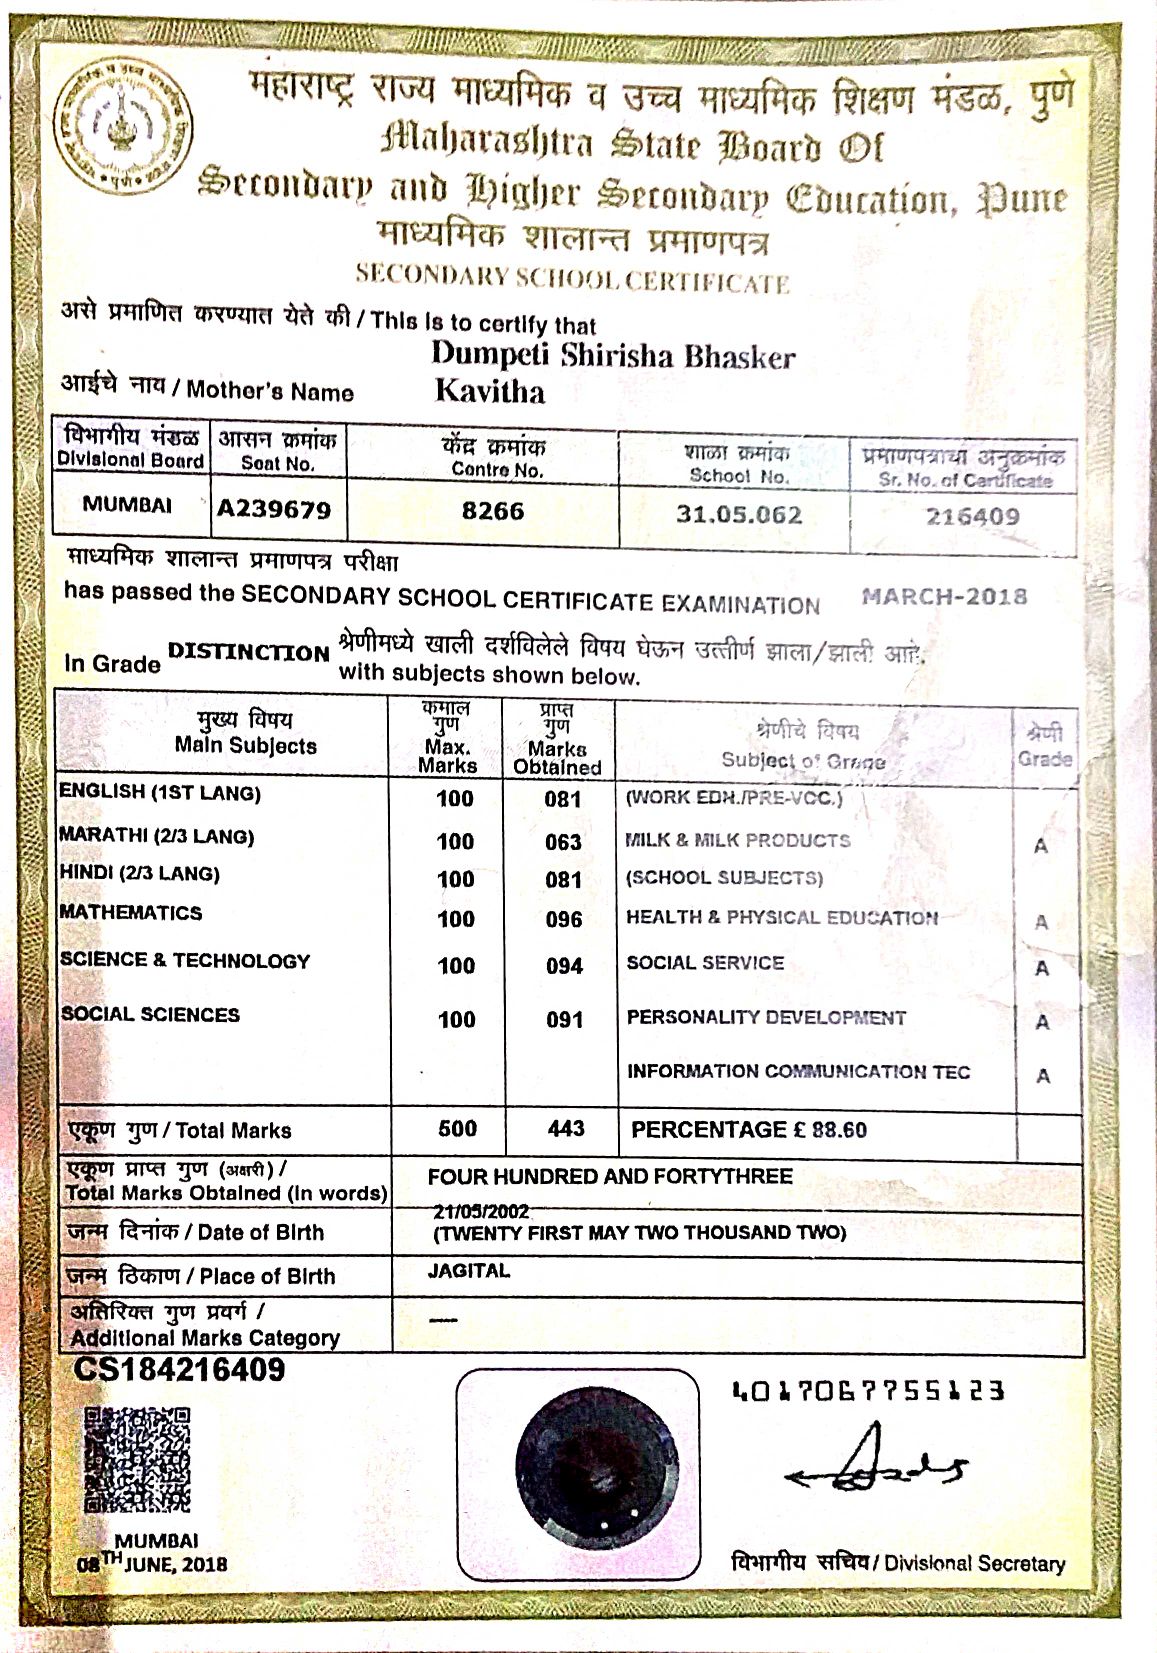 महाराष्ट्र राज्य माध्यमिक व उच्च माध्यमिक शिक्षण मंडळ, पुणे
Maharashtra State Board Of
Secondary and Higher Secondary Education, Pune
माध्यमिक शालान्त प्रमाणपत्र
SECONDARY SCHOOL CERTIFICATE
असे प्रमाणित करण्यात येते की / This is to certify that
Dumpeti Shirisha Bhasker
आईचे नाव / Mother's Name Kavitha
विभागीय मंडळ आसन क्रमांक केंद्र क्रमांक शाळा क्रमांक प्रमाणपत्राचा अनुक्रमांक
Divisional Board Seat No. Centre No. School No. Sr. No. of Certificate
MUMBAI A239679 8266 31.05.062 216409
माध्यमिक शालान्त प्रमाणपत्र परीक्षा
has passed the SECONDARY SCHOOL CERTIFICATE EXAMINATION MARCH-2018
In Grade DISTINCTION श्रेणीमध्ये खाली दर्शविलेले विषय घेऊन उत्तीर्ण झाला/झाली आहे.
with subjects shown below.
मुख्य विषय कमाल गुण प्राप्त गुण श्रेणीचे विषय श्रेणी
Main Subjects Max. Marks Marks Obtained Subject of Grade Grade
ENGLISH (1ST LANG) 100 081 (WORK EDN./PRE-VOC.)
MARATHI (2/3 LANG) 100 063 MILK & MILK PRODUCTS A
HINDI (2/3 LANG) 100 081 (SCHOOL SUBJECTS)
MATHEMATICS 100 096 HEALTH & PHYSICAL EDUCATION A
SCIENCE & TECHNOLOGY 100 094 SOCIAL SERVICE A
SOCIAL SCIENCES 100 091 PERSONALITY DEVELOPMENT A
INFORMATION COMMUNICATION TEC A
एकूण गुण / Total Marks 500 443 PERCENTAGE £ 88.60
एकूण प्राप्त गुण (अक्षरी) /
Total Marks Obtained (In words) FOUR HUNDRED AND FORTYTHREE
21/05/2002
जन्म दिनांक / Date of Birth (TWENTY FIRST MAY TWO THOUSAND TWO)
जन्म ठिकाण / Place of Birth JAGITAL
अतिरिक्त गुण प्रवर्ग /
Additional Marks Category —
CS184216409
4017067755123
MUMBAI
08TH JUNE, 2018
विभागीय सचिव / Divisional Secretary